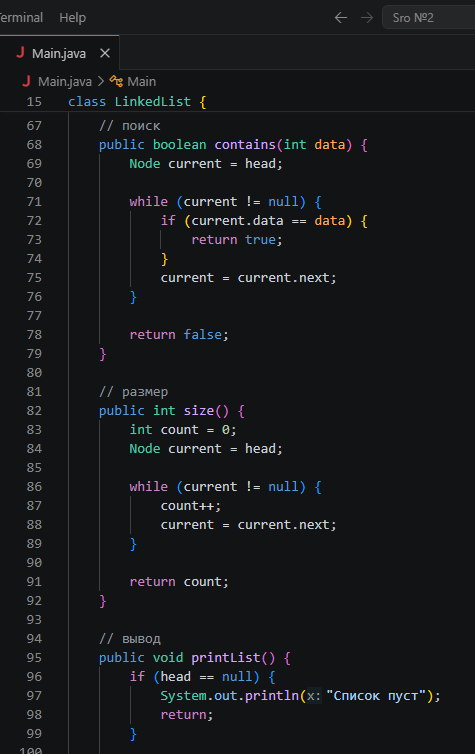 Terminal Help
Sro №2
J Main.java
J Main.java > Main
15 class LinkedList {
67 // поиск
68 public boolean contains(int data) {
69 Node current = head;
70
71 while (current != null) {
72 if (current.data == data) {
73 return true;
74 }
75 current = current.next;
76 }
77
78 return false;
79 }
80
81 // размер
82 public int size() {
83 int count = 0;
84 Node current = head;
85
86 while (current != null) {
87 count++;
88 current = current.next;
89 }
90
91 return count;
92 }
93
94 // вывод
95 public void printList() {
96 if (head == null) {
97 System.out.println(x: "Список пуст");
98 return;
99 }
100